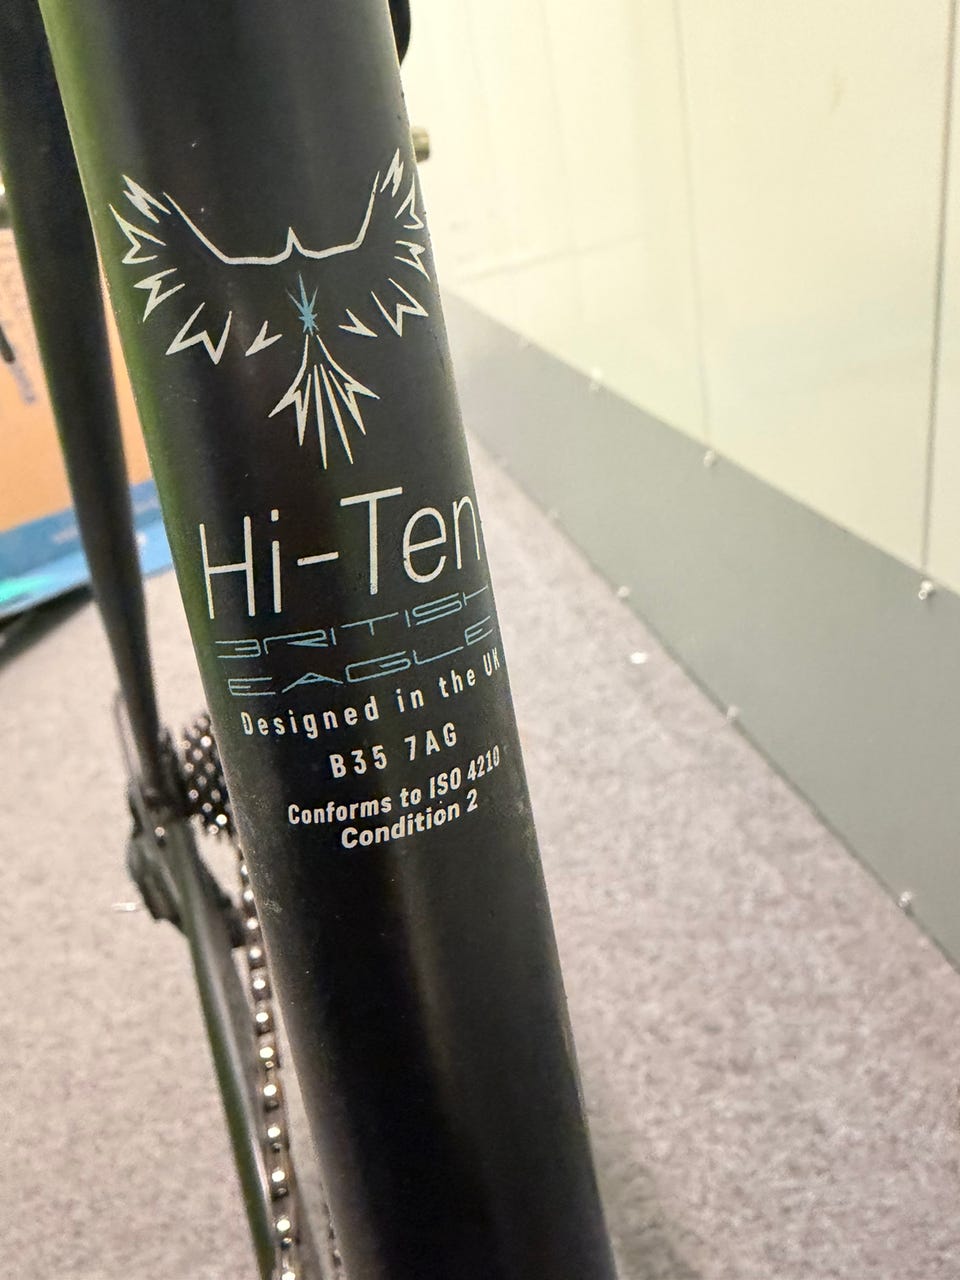 Hi-Ten
BRITISH
EAGLE
Designed in the UK
B35 7AG
Conforms to ISO 4210
Condition 2